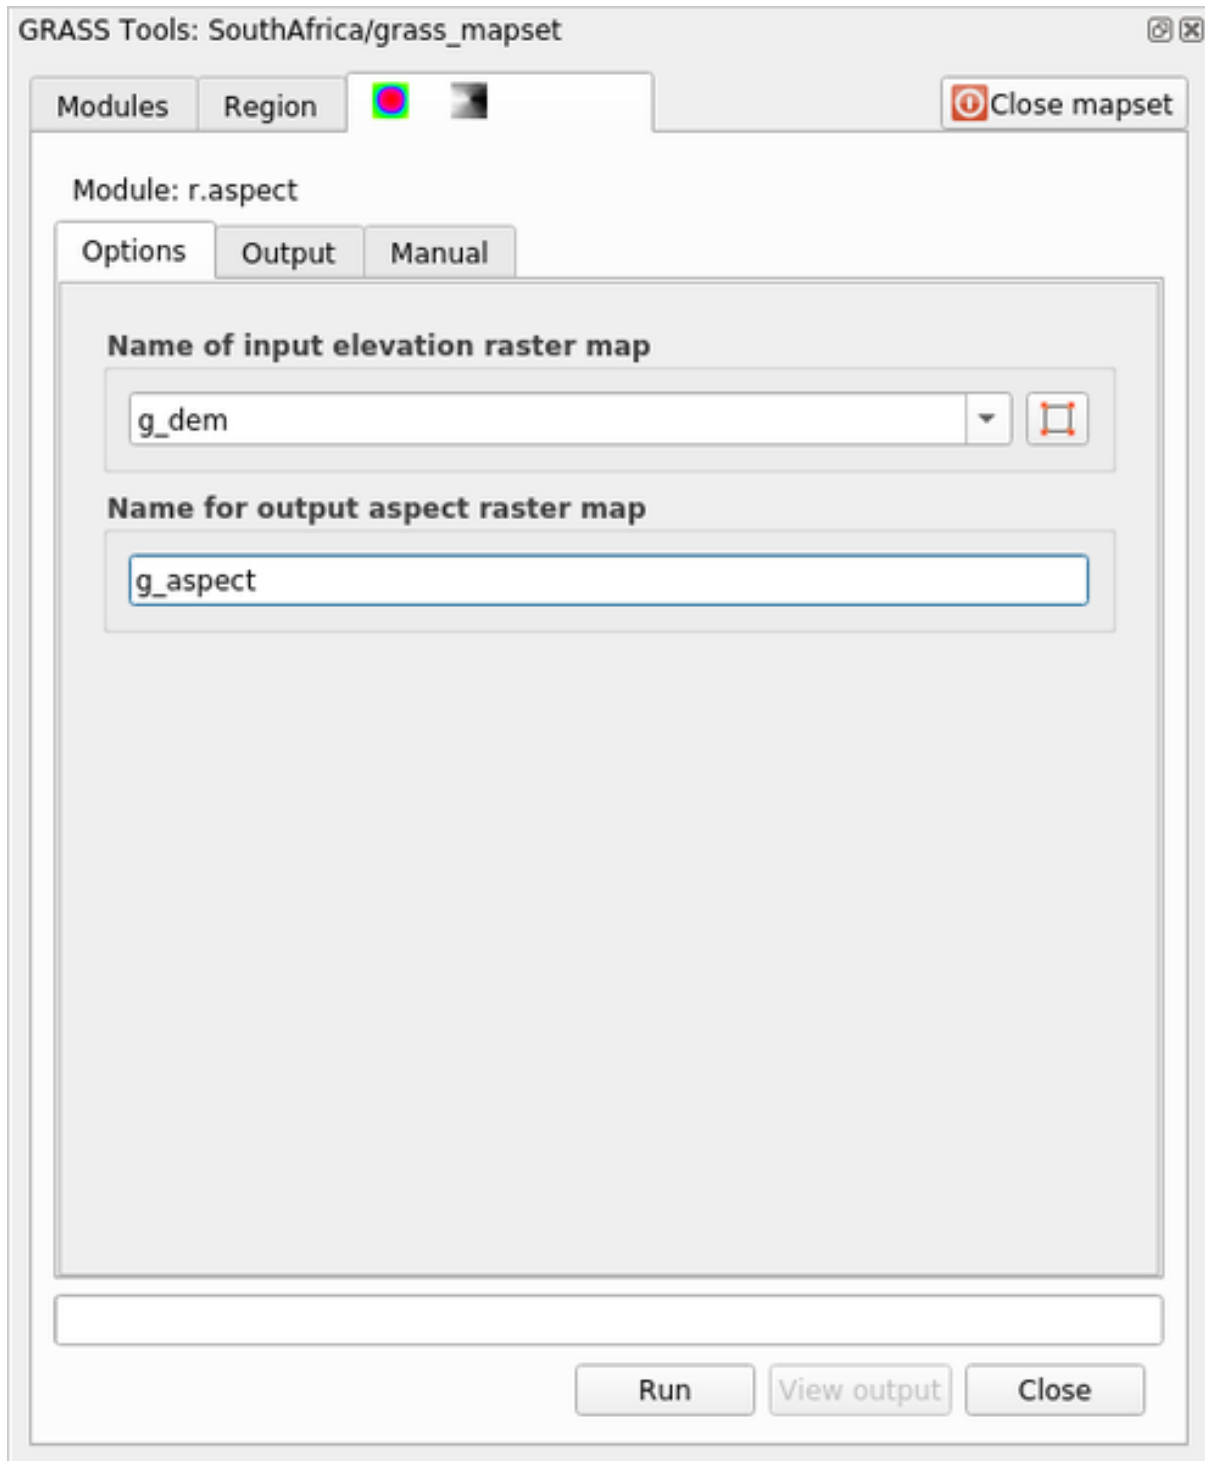 GRASS Tools: SouthAfrica/grass_mapset
Modules Region Close mapset
Module: r.aspect
Options Output Manual
Name of input elevation raster map
g_dem
Name for output aspect raster map
g_aspect
Run View output Close